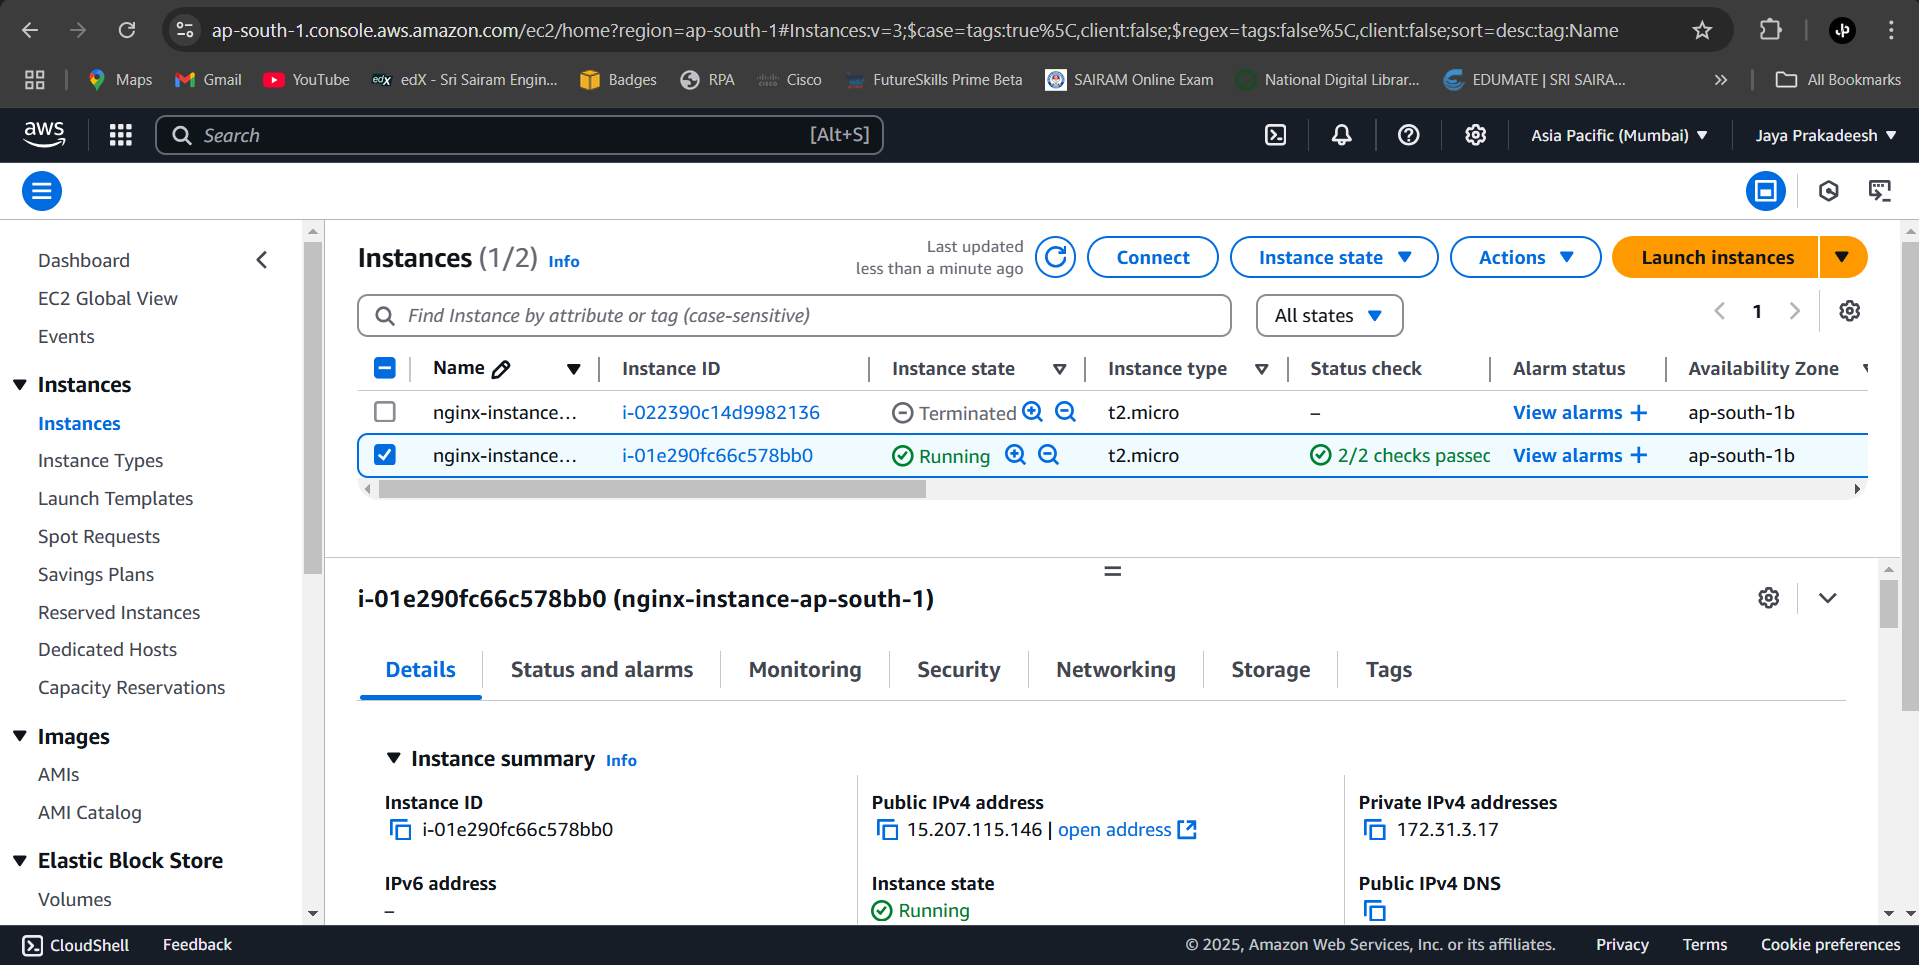 ap-south-1.console.aws.amazon.com/ec2/home?region=ap-south-1#Instances:v=3;$case=tags:true%5C,client:false;$regex=tags:false%5C,client:false;sort=desc:tag:Name
Maps Gmail YouTube edX - Sri Sairam Engin... Badges RPA Cisco FutureSkills Prime Beta SAIRAM Online Exam National Digital Librar... EDUMATE | SRI SAIRA... » All Bookmarks
aws Search [Alt+S] Asia Pacific (Mumbai) Jaya Prakadeesh
Dashboard
EC2 Global View
Events
Instances
Instances
Instance Types
Launch Templates
Spot Requests
Savings Plans
Reserved Instances
Dedicated Hosts
Capacity Reservations
Images
AMIs
AMI Catalog
Elastic Block Store
Volumes
Instances (1/2) Info
Last updated
less than a minute ago
Connect Instance state Actions Launch instances
Find Instance by attribute or tag (case-sensitive) All states 1
Name Instance ID Instance state Instance type Status check Alarm status Availability Zone
nginx-instance... i-022390c14d9982136 Terminated t2.micro – View alarms + ap-south-1b
nginx-instance... i-01e290fc66c578bb0 Running t2.micro 2/2 checks passed View alarms + ap-south-1b
i-01e290fc66c578bb0 (nginx-instance-ap-south-1)
Details Status and alarms Monitoring Security Networking Storage Tags
Instance summary Info
Instance ID
i-01e290fc66c578bb0
Public IPv4 address
15.207.115.146 | open address
Private IPv4 addresses
172.31.3.17
IPv6 address
–
Instance state
Running
Public IPv4 DNS
CloudShell Feedback © 2025, Amazon Web Services, Inc. or its affiliates. Privacy Terms Cookie preferences